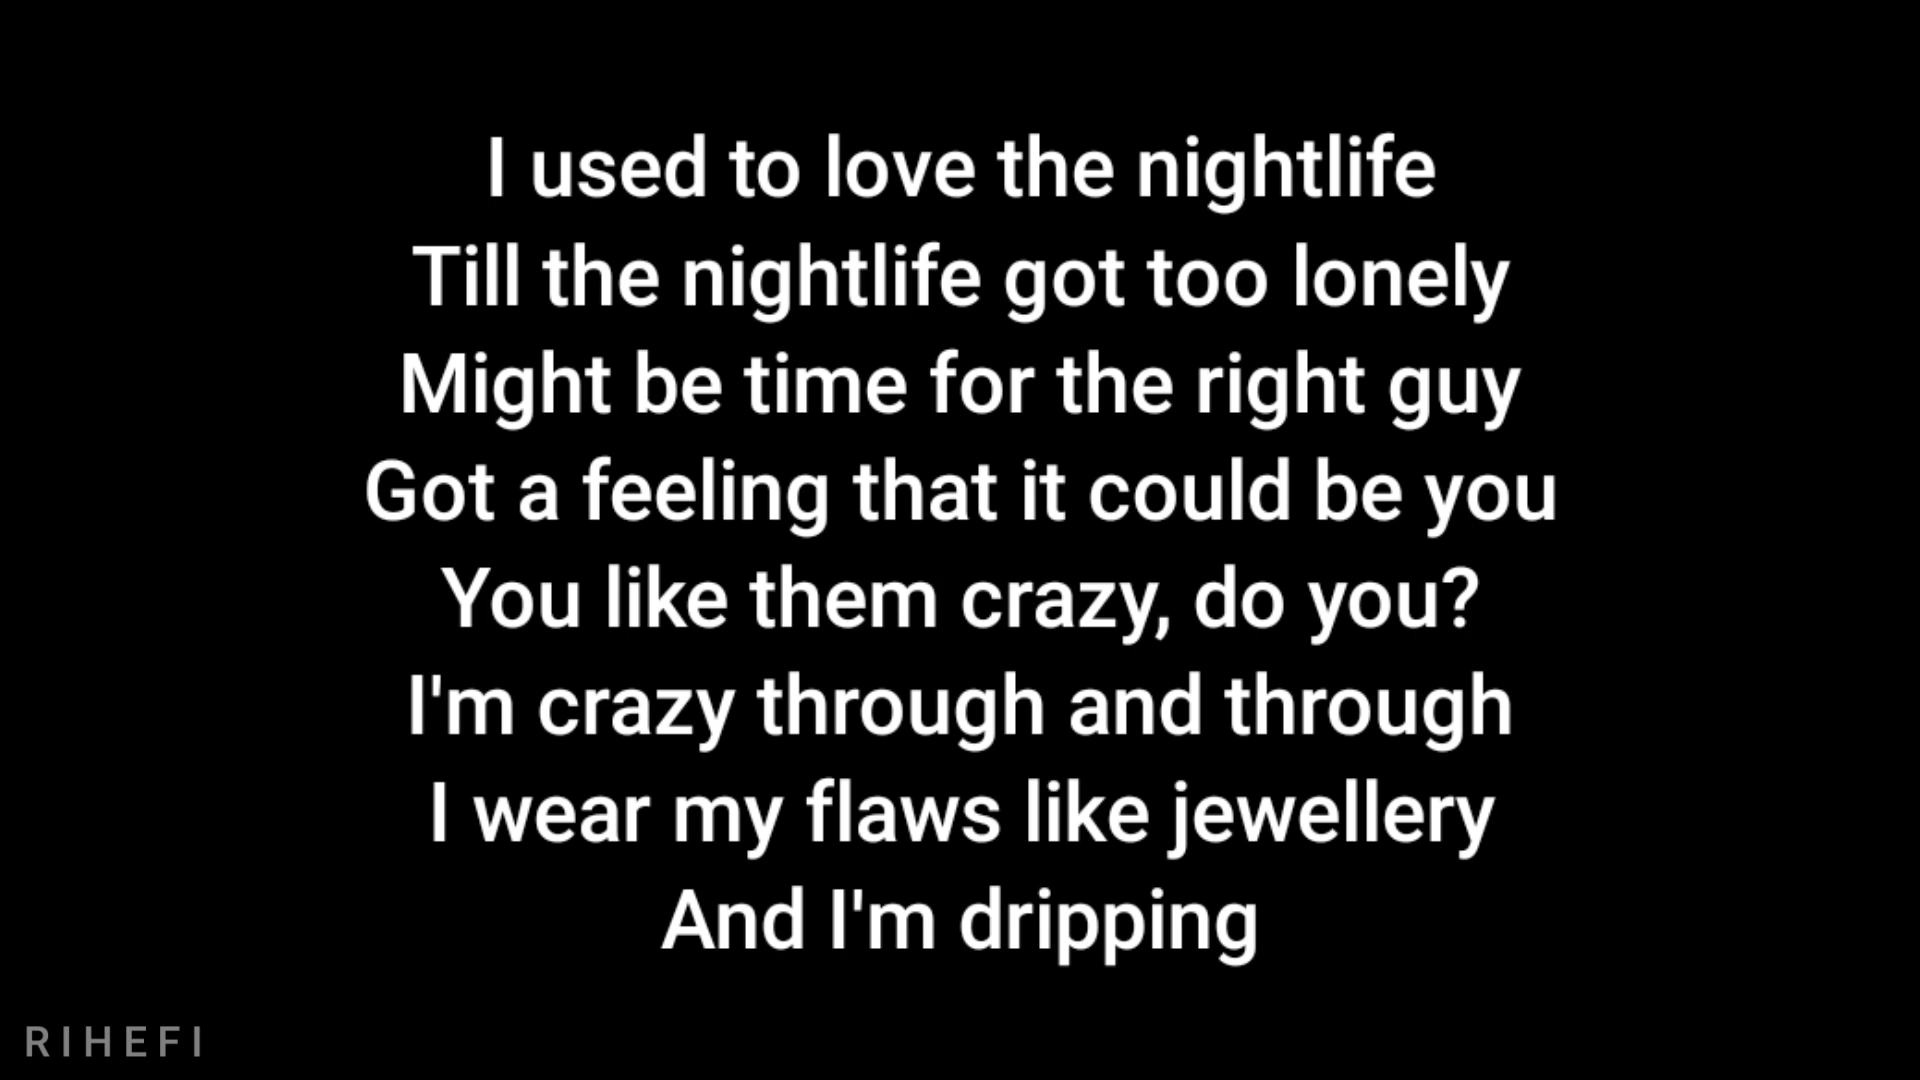 I used to love the nightlife
Till the nightlife got too lonely
Might be time for the right guy
Got a feeling that it could be you
You like them crazy, do you?
I'm crazy through and through
I wear my flaws like jewellery
And I'm dripping
RIHEFI